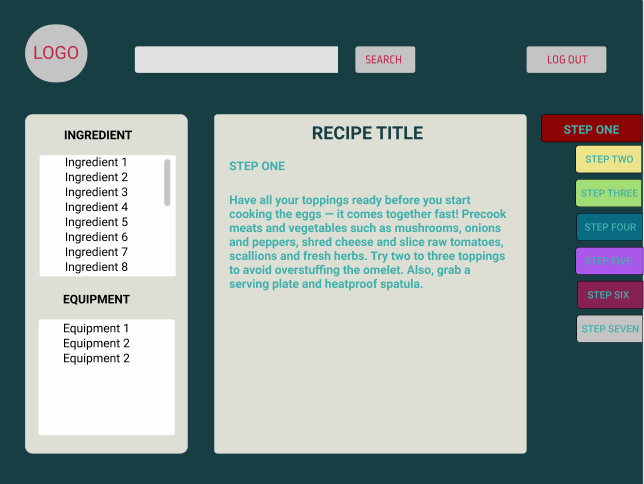 LOGO
SEARCH
LOG OUT
INGREDIENT
Ingredient 1
Ingredient 2
Ingredient 3
Ingredient 4
Ingredient 5
Ingredient 6
Ingredient 7
Ingredient 8
EQUIPMENT
Equipment 1
Equipment 2
Equipment 2
RECIPE TITLE
STEP ONE
Have all your toppings ready before you start
cooking the eggs — it comes together fast! Precook
meats and vegetables such as mushrooms, onions
and peppers, shred cheese and slice raw tomatoes,
scallions and fresh herbs. Try two to three toppings
to avoid overstuffing the omelet. Also, grab a
serving plate and heatproof spatula.
STEP ONE
STEP TWO
STEP THREE
STEP FOUR
STEP FIVE
STEP SIX
STEP SEVEN